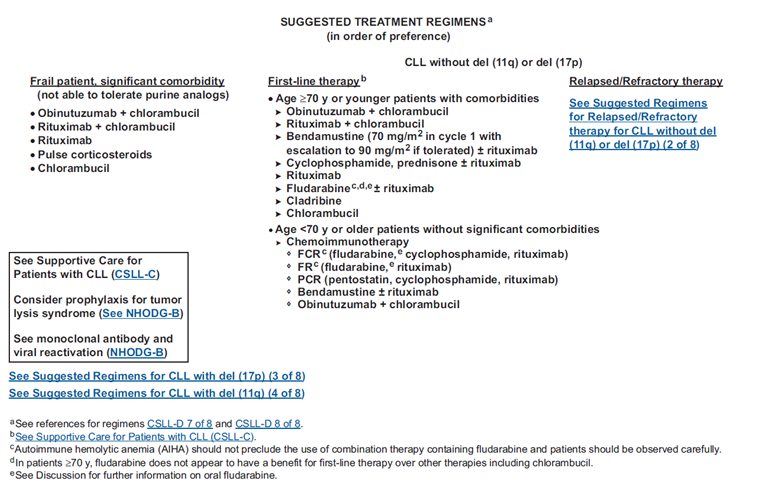 SUGGESTED TREATMENT REGIMENSa
(in order of preference)
CLL without del (11q) or del (17p)
Frail patient, significant comorbidity
(not able to tolerate purine analogs)
• Obinutuzumab + chlorambucil
• Rituximab + chlorambucil
• Rituximab
• Pulse corticosteroids
• Chlorambucil
First-line therapyb
• Age ≥70 y or younger patients with comorbidities
➤ Obinutuzumab + chlorambucil
➤ Rituximab + chlorambucil
➤ Bendamustine (70 mg/m2 in cycle 1 with
escalation to 90 mg/m2 if tolerated) ± rituximab
➤ Cyclophosphamide, prednisone ± rituximab
➤ Rituximab
➤ Fludarabinec,d,e ± rituximab
➤ Cladribine
➤ Chlorambucil
• Age <70 y or older patients without significant comorbidities
➤ Chemoimmunotherapy
⋄ FCRc (fludarabine,e cyclophosphamide, rituximab)
⋄ FRc (fludarabine,e rituximab)
⋄ PCR (pentostatin, cyclophosphamide, rituximab)
⋄ Bendamustine ± rituximab
⋄ Obinutuzumab + chlorambucil
Relapsed/Refractory therapy
See Suggested Regimens
for Relapsed/Refractory
therapy for CLL without del
(11q) or del (17p) (2 of 8)
See Supportive Care for
Patients with CLL (CSLL-C)
Consider prophylaxis for tumor
lysis syndrome (See NHODG-B)
See monoclonal antibody and
viral reactivation (NHODG-B)
See Suggested Regimens for CLL with del (17p) (3 of 8)
See Suggested Regimens for CLL with del (11q) (4 of 8)
aSee references for regimens CSLL-D 7 of 8 and CSLL-D 8 of 8.
bSee Supportive Care for Patients with CLL (CSLL-C).
cAutoimmune hemolytic anemia (AIHA) should not preclude the use of combination therapy containing fludarabine and patients should be observed carefully.
dIn patients ≥70 y, fludarabine does not appear to have a benefit for first-line therapy over other therapies including chlorambucil.
eSee Discussion for further information on oral fludarabine.